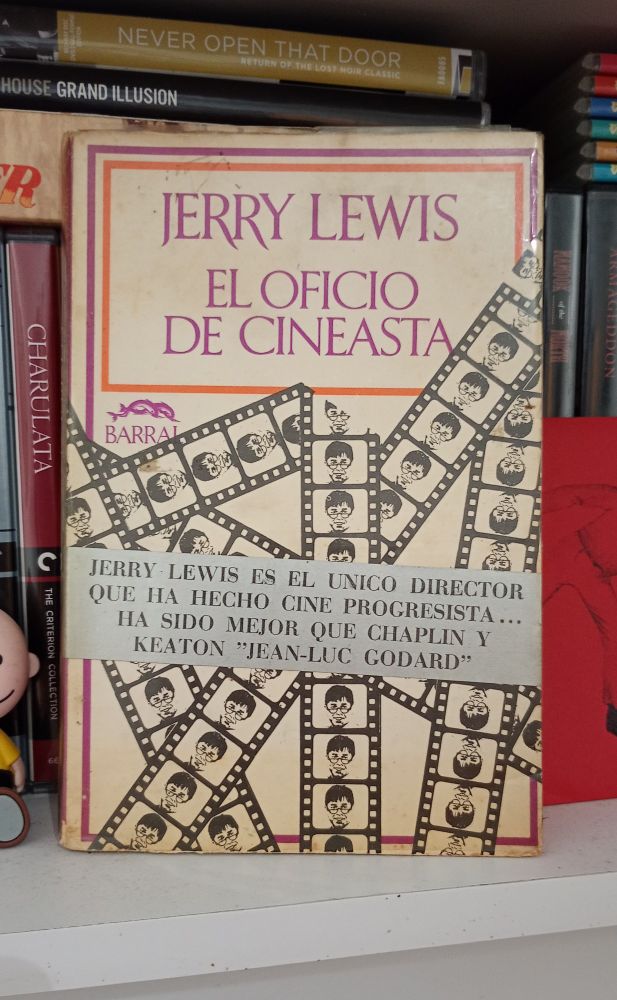 NEVER OPEN THAT DOOR
RETURN OF THE LOST NOIR CLASSIC
HOUSE GRAND ILLUSION
JERRY LEWIS
EL OFICIO
DE CINEASTA
BARRAL
JERRY LEWIS ES EL UNICO DIRECTOR
QUE HA HECHO CINE PROGRESISTA...
HA SIDO MEJOR QUE CHAPLIN Y
KEATON "JEAN-LUC GODARD"
CHARULATA
C
THE CRITERION COLLECTION
of the
ARMAGEDDON